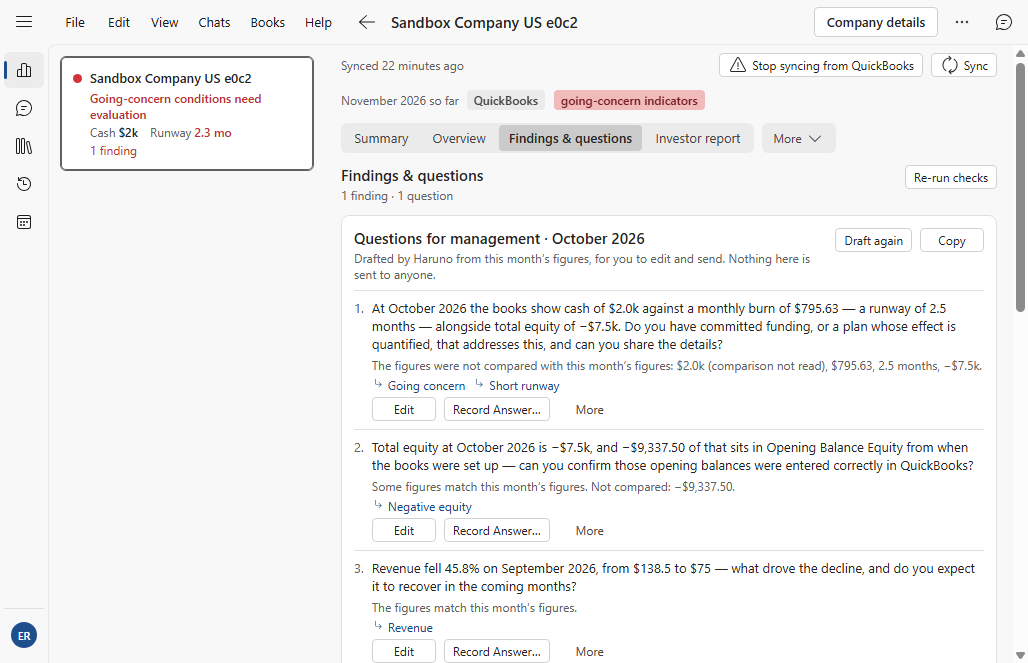 File Edit View Chats Books Help Sandbox Company US e0c2 Company details
Sandbox Company US e0c2
Going-concern conditions need
evaluation
Cash $2k Runway 2.3 mo
1 finding
Synced 22 minutes ago Stop syncing from QuickBooks Sync
November 2026 so far QuickBooks going-concern indicators
Summary Overview Findings & questions Investor report More
Findings & questions Re-run checks
1 finding · 1 question
Questions for management · October 2026 Draft again Copy
Drafted by Haruno from this month's figures, for you to edit and send. Nothing here is
sent to anyone.
1. At October 2026 the books show cash of $2.0k against a monthly burn of $795.63 — a runway of 2.5
months — alongside total equity of −$7.5k. Do you have committed funding, or a plan whose effect is
quantified, that addresses this, and can you share the details?
The figures were not compared with this month's figures: $2.0k (comparison not read), $795.63, 2.5 months, −$7.5k.
Going concern Short runway
Edit Record Answer... More
2. Total equity at October 2026 is −$7.5k, and −$9,337.50 of that sits in Opening Balance Equity from when
the books were set up — can you confirm those opening balances were entered correctly in QuickBooks?
Some figures match this month's figures. Not compared: −$9,337.50.
Negative equity
Edit Record Answer... More
3. Revenue fell 45.8% on September 2026, from $138.5 to $75 — what drove the decline, and do you expect
it to recover in the coming months?
The figures match this month's figures.
Revenue
Edit Record Answer... More
ER